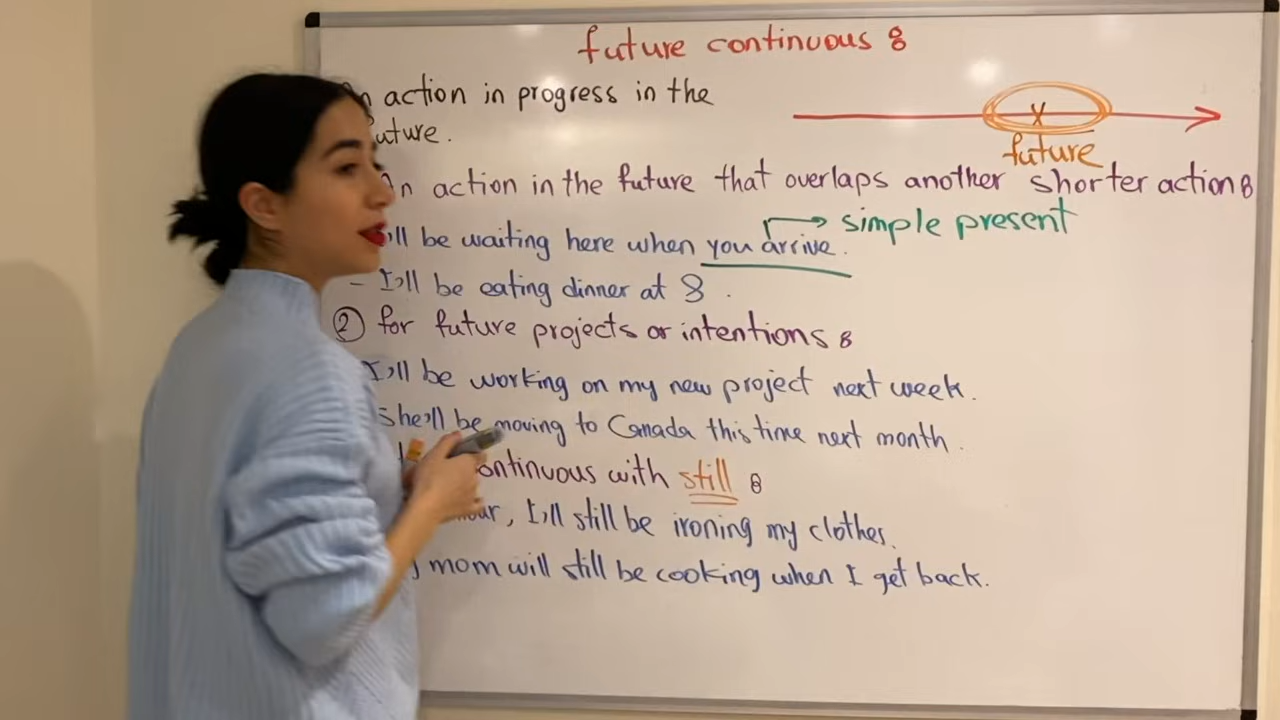 future continuous :
action in progress in the
future
An action in the future that overlaps another shorter action :
simple present
I'll be waiting here when you arrive.
- I'll be eating dinner at 8 .
② for future projects or intentions :
I'll be working on my new project next week.
She'll be moving to Canada this time next month .
continuous with still :
, I'll still be ironing my clothes.
mom will still be cooking when I get back.